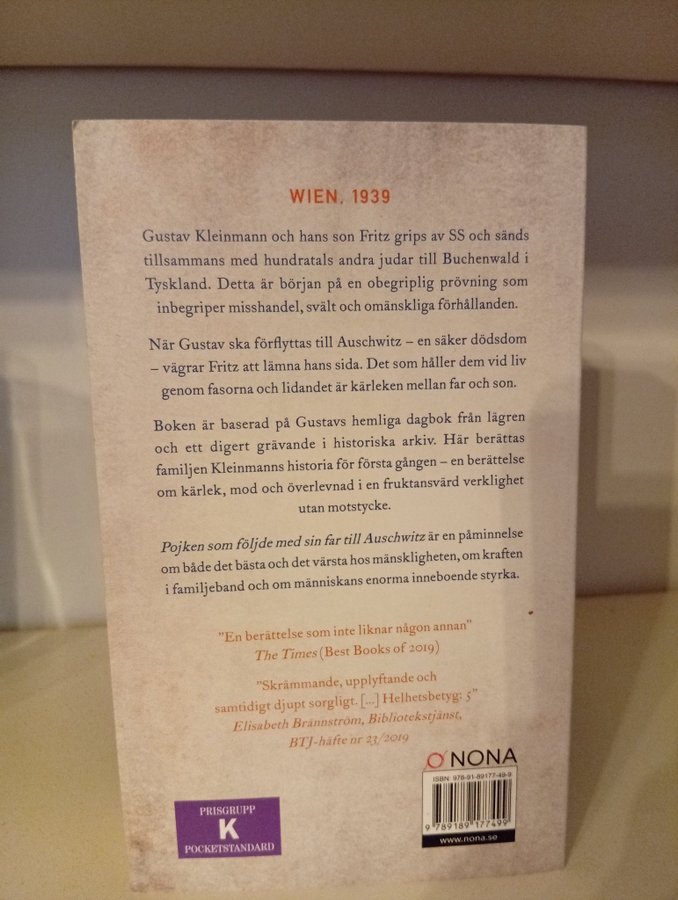 WIEN, 1939
Gustav Kleinmann och hans son Fritz grips av SS och sänds
tillsammans med hundratals andra judar till Buchenwald i
Tyskland. Detta är början på en obegriplig prövning som
inbegriper misshandel, svält och omänskliga förhållanden.
När Gustav ska förflyttas till Auschwitz – en säker dödsdom
– vägrar Fritz att lämna hans sida. Det som håller dem vid liv
genom fasorna och lidandet är kärleken mellan far och son.
Boken är baserad på Gustavs hemliga dagbok från lägren
och ett digert grävande i historiska arkiv. Här berättas
familjen Kleinmanns historia för första gången – en berättelse
om kärlek, mod och överlevnad i en fruktansvärd verklighet
utan motstycke.
Pojken som följde med sin far till Auschwitz är en påminnelse
om både det bästa och det värsta hos mänskligheten, om kraften
i familjeband och om människans enorma inneboende styrka.
”En berättelse som inte liknar någon annan”
The Times (Best Books of 2019)
”Skrämmande, upplyftande och
samtidigt djupt sorgligt. [...] Helhetsbetyg: 5”
Elisabeth Brännström, Bibliotekstjänst,
BTJ-häfte nr 23/2019
NONA
ISBN: 978-91-89177-49-9
9 789189 177499
www.nona.se
PRISGRUPP
K
POCKETSTANDARD